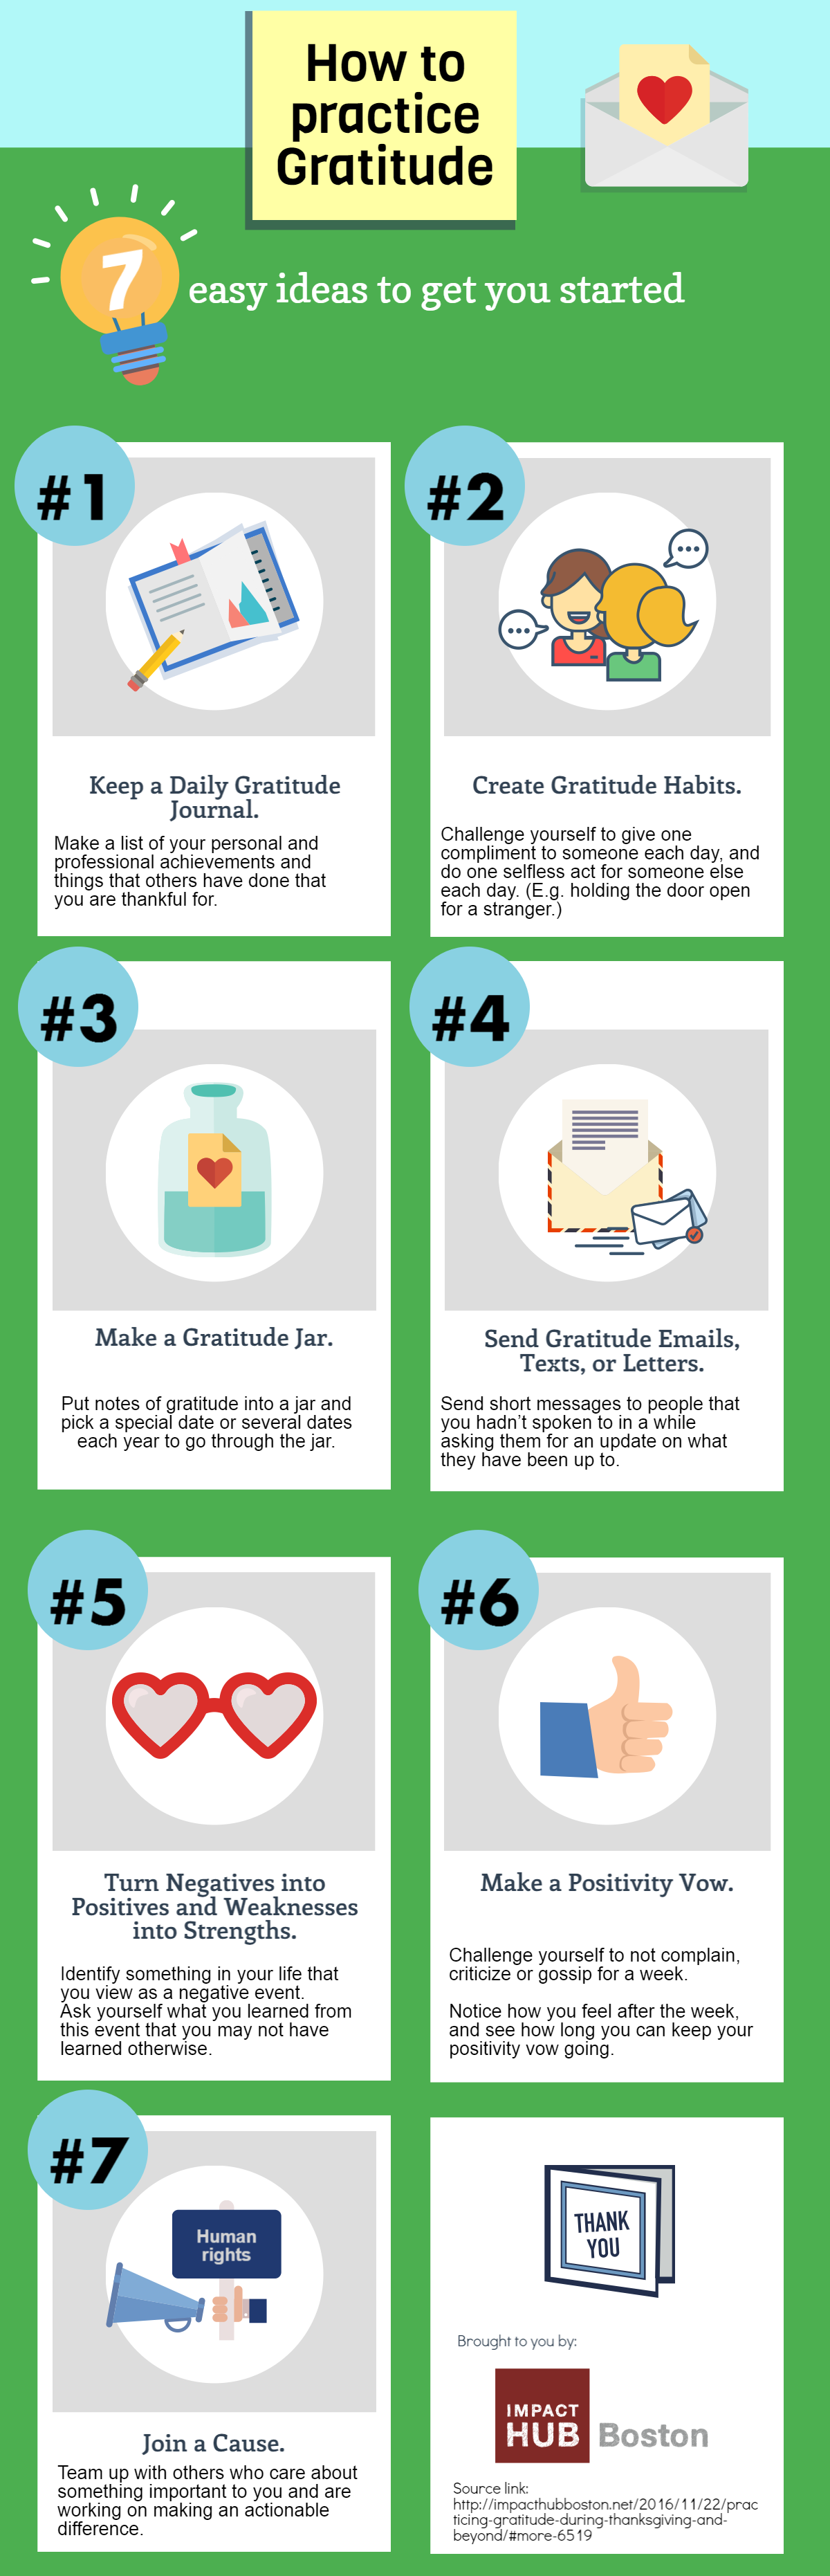 How to
practice
Gratitude
7
easy ideas to get you started
#1
Keep a Daily Gratitude
Journal.
Make a list of your personal and
professional achievements and
things that others have done that
you are thankful for.
#2
Create Gratitude Habits.
Challenge yourself to give one
compliment to someone each day, and
do one selfless act for someone else
each day. (E.g. holding the door open
for a stranger.)
#3
Make a Gratitude Jar.
Put notes of gratitude into a jar and
pick a special date or several dates
each year to go through the jar.
#4
Send Gratitude Emails,
Texts, or Letters.
Send short messages to people that
you hadn't spoken to in a while
asking them for an update on what
they have been up to.
#5
Turn Negatives into
Positives and Weaknesses
into Strengths.
Identify something in your life that
you view as a negative event.
Ask yourself what you learned from
this event that you may not have
learned otherwise.
#6
Make a Positivity Vow.
Challenge yourself to not complain,
criticize or gossip for a week.
Notice how you feel after the week,
and see how long you can keep your
positivity vow going.
#7
Human
rights
Join a Cause.
Team up with others who care about
something important to you and are
working on making an actionable
difference.
THANK
YOU
Brought to you by:
IMPACT
HUB Boston
Source link:
http://impacthubboston.net/2016/11/22/prac
ticing-gratitude-during-thanksgiving-and-
beyond/#more-6519